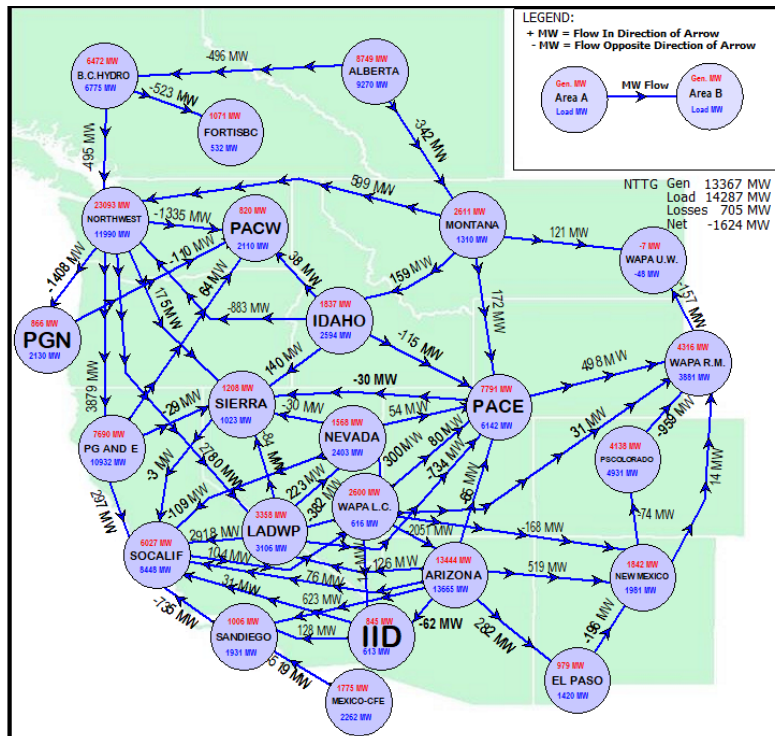 LEGEND:
+ MW = Flow In Direction of Arrow
- MW = Flow Opposite Direction of Arrow
Gen. MW
Area A
Load MW
MW Flow
Gen. MW
Area B
Load MW
NTTG Gen 13367 MW
Load 14287 MW
Losses 705 MW
Net -1624 MW
6472 MW
B.C.HYDRO
6775 MW
-496 MW
8749 MW
ALBERTA
9270 MW
-523 MW
1071 MW
FORTISBC
532 MW
-342 MW
495 MW
599 MW
23093 MW
NORTHWEST
11990 MW
-1335 MW
820 MW
PACW
2110 MW
2611 MW
MONTANA
1310 MW
121 MW
-7 MW
WAPA U.W.
-48 MW
-1408 MW
-110 MW
64 MW
38 MW
159 MW
172 MW
-157 MW
175 MW
-883 MW
866 MW
PGN
2130 MW
1837 MW
IDAHO
2594 MW
-115 MW
140 MW
498 MW
4316 MW
WAPA R.M.
3881 MW
3879 MW
-30 MW
1208 MW
SIERRA
1023 MW
7791 MW
PACE
6142 MW
-29 MW
-30 MW
54 MW
1568 MW
NEVADA
2403 MW
7690 MW
PG AND E
10932 MW
-3 MW
2780 MW
-84 MW
300 MW
80 MW
-734 MW
31 MW
-959 MW
4138 MW
PSCOLORADO
4931 MW
14 MW
297 MW
-109 MW
223 MW
-382 MW
2600 MW
WAPA L.C.
616 MW
-74 MW
3358 MW
LADWP
3106 MW
2918 MW
2051 MW
-168 MW
6027 MW
SOCALIF
8448 MW
104 MW
-126 MW
13444 MW
ARIZONA
13665 MW
519 MW
1842 MW
NEW MEXICO
1981 MW
76 MW
31 MW
623 MW
-735 MW
1006 MW
SANDIEGO
1931 MW
128 MW
845 MW
IID
613 MW
-62 MW
282 MW
-196 MW
979 MW
EL PASO
1420 MW
1775 MW
MEXICO-CFE
2262 MW